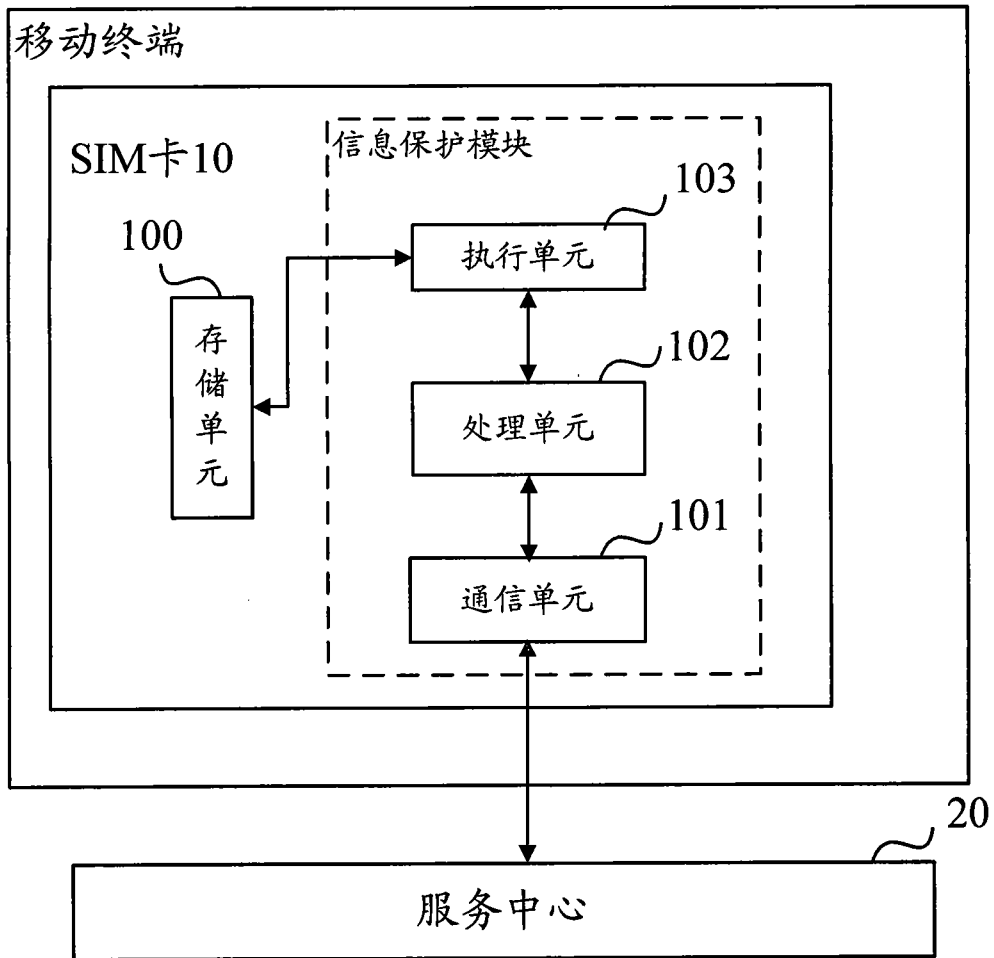 移动终端
信息保护模块
SIM卡10
103
100
执行单元
存储单元
102
处理单元
101
通信单元
20
服务中心